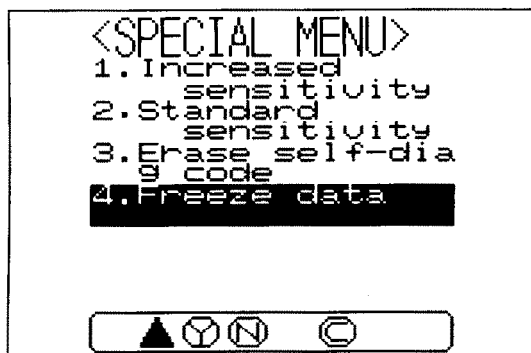 <SPECIAL MENU>
1.Increased
sensitivity
2.Standard
sensitivity
3.Erase self-dia
g code
4.Freeze data
▲ Y N C